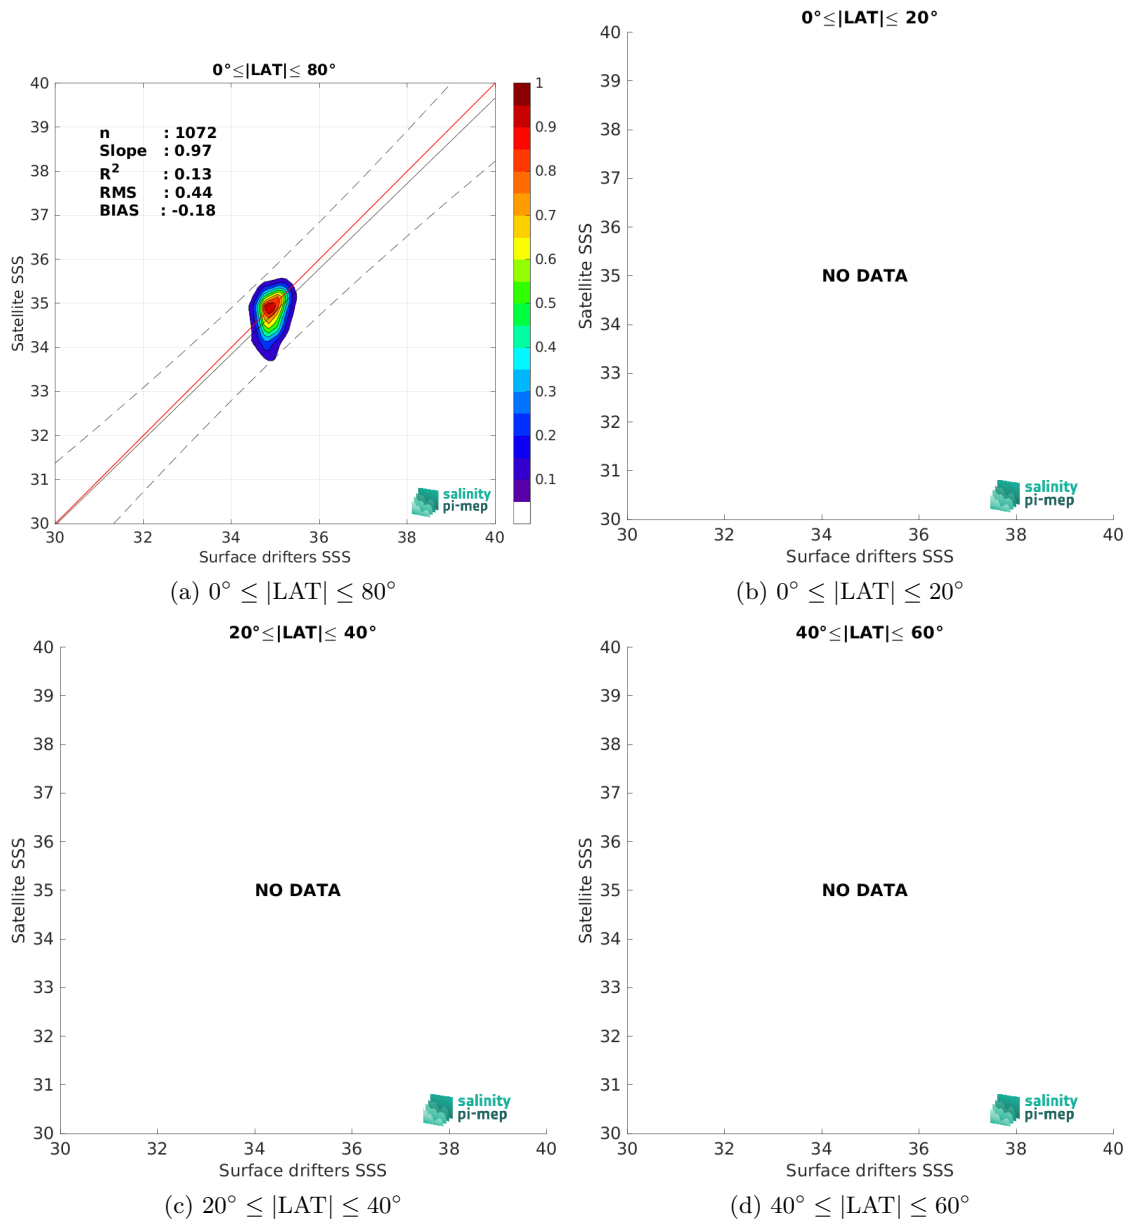 0°≤|LAT|≤ 80°
40
39
38
37
36
35
34
33
32
31
30
Satellite SSS
n : 1072
Slope : 0.97
R² : 0.13
RMS : 0.44
BIAS : -0.18
1
0.9
0.8
0.7
0.6
0.5
0.4
0.3
0.2
0.1
salinity
pi-mep
30 32 34 36 38 40
Surface drifters SSS
(a) 0° ≤ |LAT| ≤ 80°
0°≤|LAT|≤ 20°
40
39
38
37
36
35
34
33
32
31
30
Satellite SSS
NO DATA
salinity
pi-mep
30 32 34 36 38 40
Surface drifters SSS
(b) 0° ≤ |LAT| ≤ 20°
20°≤|LAT|≤ 40°
40
39
38
37
36
35
34
33
32
31
30
Satellite SSS
NO DATA
salinity
pi-mep
30 32 34 36 38 40
Surface drifters SSS
(c) 20° ≤ |LAT| ≤ 40°
40°≤|LAT|≤ 60°
40
39
38
37
36
35
34
33
32
31
30
Satellite SSS
NO DATA
salinity
pi-mep
30 32 34 36 38 40
Surface drifters SSS
(d) 40° ≤ |LAT| ≤ 60°